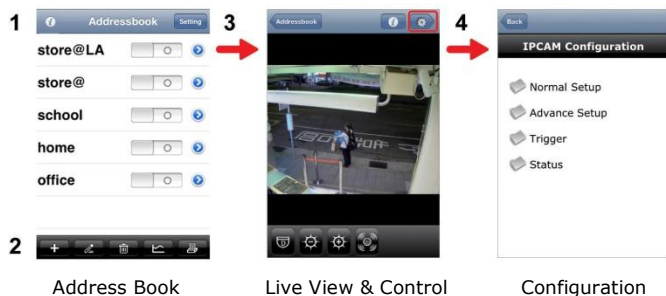 1
Addressbook
Setting
store@LA
store@
school
home
office
2
Address Book
3
Addressbook
Live View & Control
4
Back
IPCAM Configuration
Normal Setup
Advance Setup
Trigger
Status
Configuration